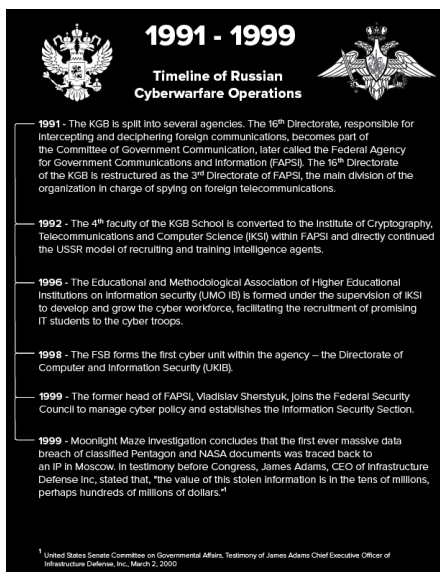 1991 - 1999
Timeline of Russian
Cyberwarfare Operations
1991 - The KGB is split into several agencies. The 16th Directorate, responsible for
intercepting and deciphering foreign communications, becomes part of
the Committee of Government Communication, later called the Federal Agency
for Government Communications and Information (FAPSI). The 16th Directorate
of the KGB is restructured as the 3rd Directorate of FAPSI, the main division of the
organization in charge of spying on foreign telecommunications.
1992 - The 4th faculty of the KGB School is converted to the Institute of Cryptography,
Telecommunications and Computer Science (IKSI) within FAPSI and directly continued
the USSR model of recruiting and training intelligence agents.
1996 - The Educational and Methodological Association of Higher Educational
Institutions on information security (UMO IB) is formed under the supervision of IKSI
to develop and grow the cyber workforce, facilitating the recruitment of promising
IT students to the cyber troops.
1998 - The FSB forms the first cyber unit within the agency – the Directorate of
Computer and Information Security (UKIB).
1999 - The former head of FAPSI, Vladislav Sherstyuk, joins the Federal Security
Council to manage cyber policy and establishes the Information Security Section.
1999 - Moonlight Maze investigation concludes that the first ever massive data
breach of classified Pentagon and NASA documents was traced back to
an IP in Moscow. In testimony before Congress, James Adams, CEO of Infrastructure
Defense Inc, stated that, "the value of this stolen information is in the tens of millions,
perhaps hundreds of millions of dollars."1
1 United States Senate Committee on Governmental Affairs, Testimony of James Adams Chief Executive Officer of
Infrastructure Defense, Inc., March 2, 2000